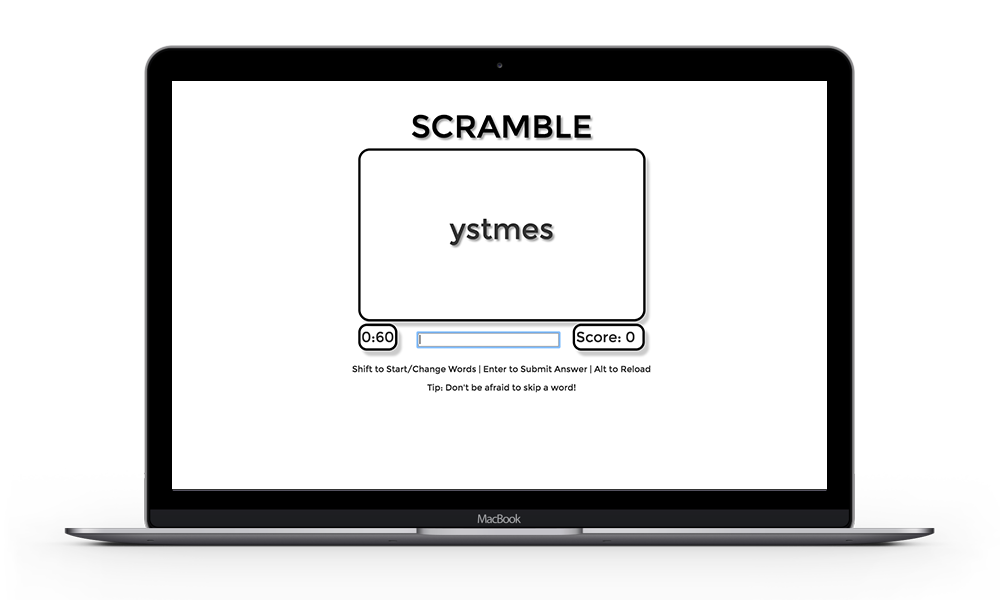 SCRAMBLE
ystmes
0:60
Score: 0
Shift to Start/Change Words | Enter to Submit Answer | Alt to Reload
Tip: Don't be afraid to skip a word!
MacBook